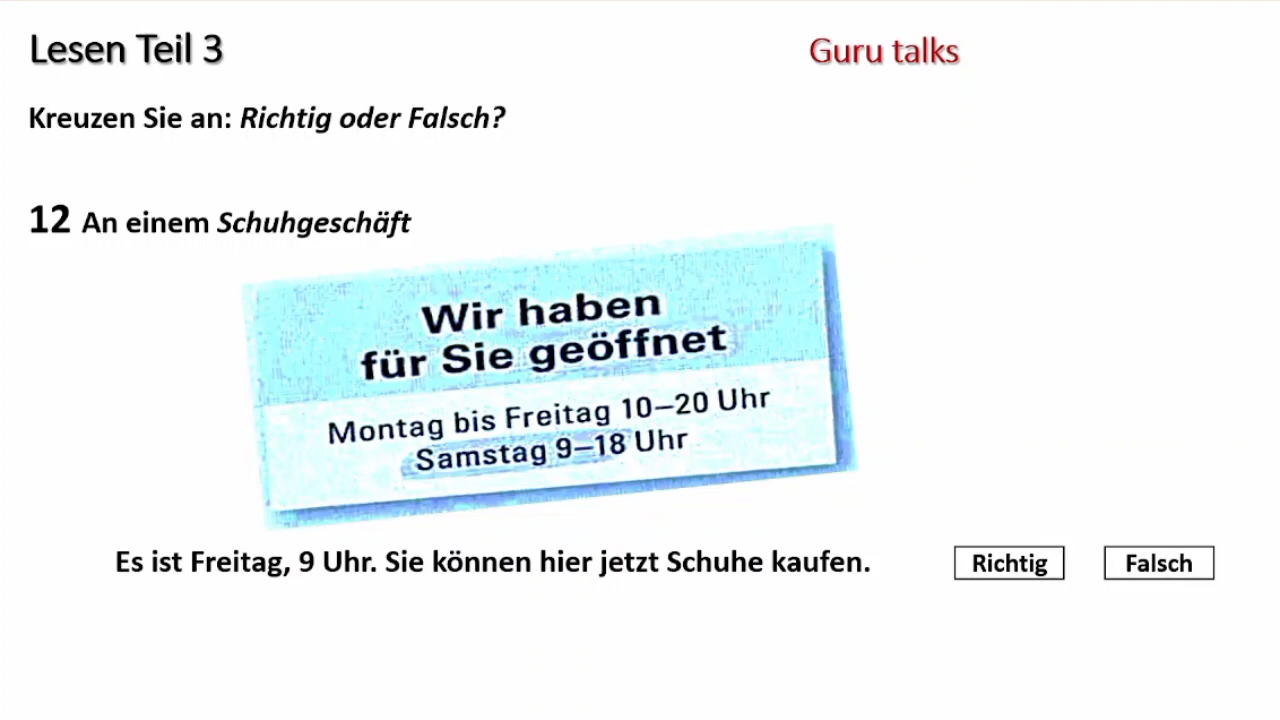 Lesen Teil 3
Guru talks
Kreuzen Sie an: Richtig oder Falsch?
12 An einem Schuhgeschäft
Wir haben
für Sie geöffnet
Montag bis Freitag 10–20 Uhr
Samstag 9–18 Uhr
Es ist Freitag, 9 Uhr. Sie können hier jetzt Schuhe kaufen.
Richtig
Falsch